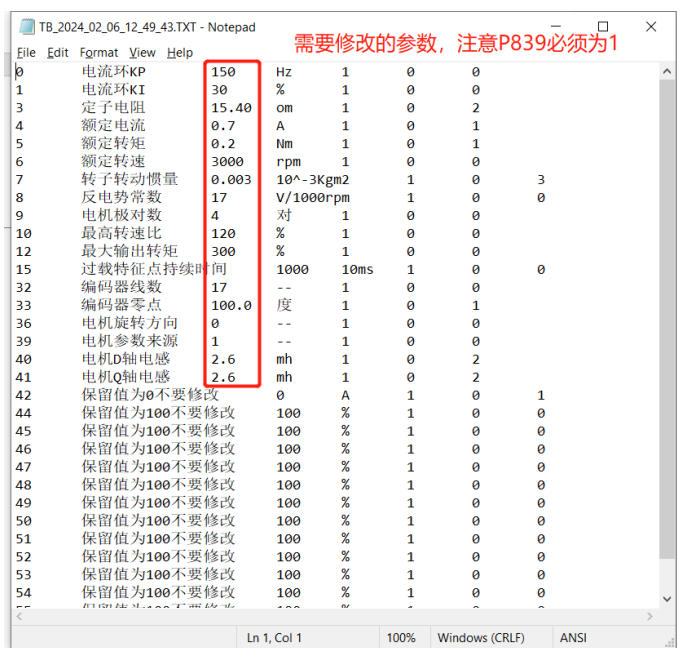 TB_2024_02_06_12_49_43.TXT - Notepad
需要修改的参数，注意P839必须为1
File Edit Format View Help
0 电流环KP 150 Hz 1 0 0
1 电流环KI 30 % 1 0 0
3 定子电阻 15.40 om 1 0 2
4 额定电流 0.7 A 1 0 1
5 额定转矩 0.2 Nm 1 0 1
6 额定转速 3000 rpm 1 0 0
7 转子转动惯量 0.003 10^-3Kgm2 1 0 3
8 反电势常数 17 V/1000rpm 1 0 0
9 电机极对数 4 对 1 0 0
10 最高转速比 120 % 1 0 0
12 最大输出转矩 300 % 1 0 0
15 过载特征点持续时间 1000 10ms 1 0 0
32 编码器线数 17 -- 1 0 0
33 编码器零点 100.0 度 1 0 1
36 电机旋转方向 0 -- 1 0 0
39 电机参数来源 1 -- 1 0 0
40 电机D轴电感 2.6 mh 1 0 2
41 电机Q轴电感 2.6 mh 1 0 2
42 保留值为0不要修改 0 A 1 0 1
44 保留值为100不要修改 100 % 1 0 0
45 保留值为100不要修改 100 % 1 0 0
46 保留值为100不要修改 100 % 1 0 0
47 保留值为100不要修改 100 % 1 0 0
48 保留值为100不要修改 100 % 1 0 0
49 保留值为100不要修改 100 % 1 0 0
50 保留值为100不要修改 100 % 1 0 0
51 保留值为100不要修改 100 % 1 0 0
52 保留值为100不要修改 100 % 1 0 0
53 保留值为100不要修改 100 % 1 0 0
54 保留值为100不要修改 100 % 1 0 0
Ln 1, Col 1 100% Windows (CRLF) ANSI